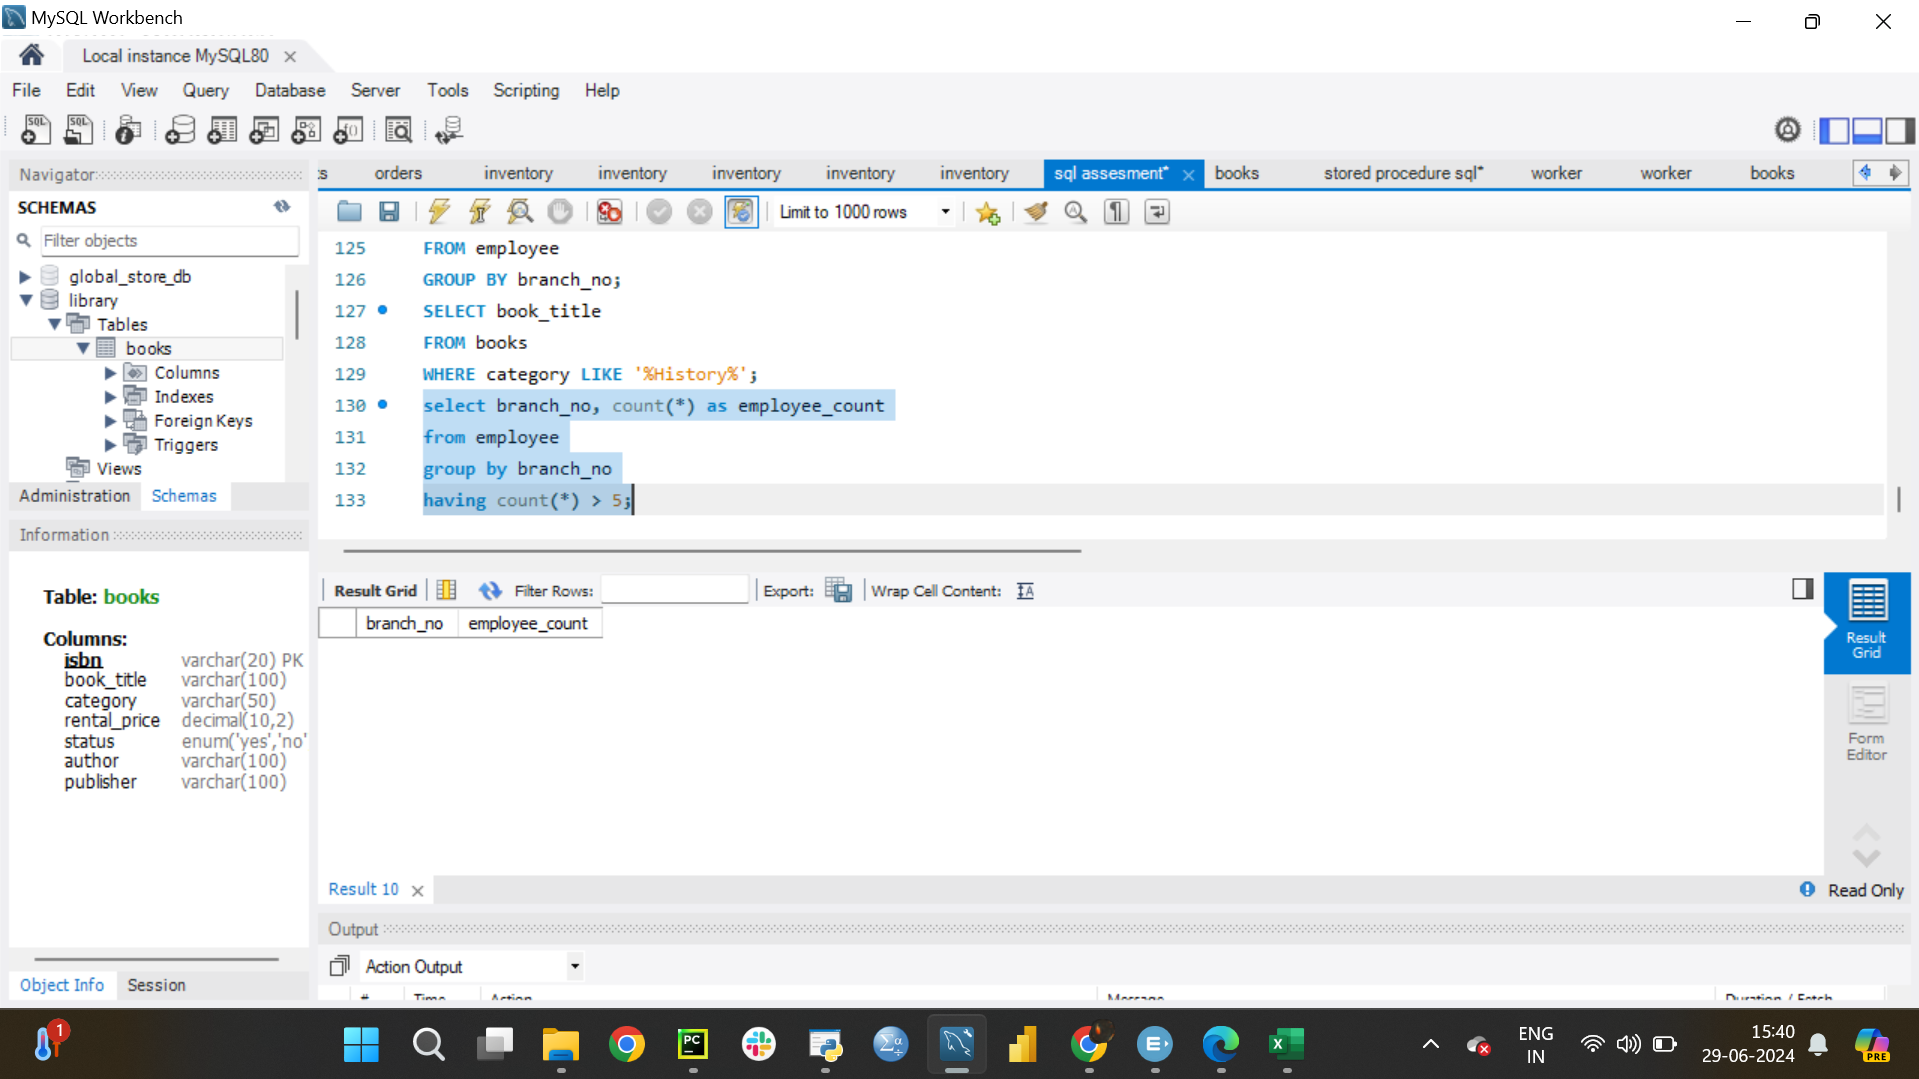 MySQL Workbench
Local instance MySQL80
File Edit View Query Database Server Tools Scripting Help
Navigator
SCHEMAS
Filter objects
global_store_db
library
Tables
books
Columns
Indexes
Foreign Keys
Triggers
Views
Administration Schemas
Information
Table: books
Columns:
isbn varchar(20) PK
book_title varchar(100)
category varchar(50)
rental_price decimal(10,2)
status enum('yes','no'
author varchar(100)
publisher varchar(100)
Object Info Session
ts orders inventory inventory inventory inventory inventory sql assesment* books stored procedure sql* worker worker books
Limit to 1000 rows
125 FROM employee
126 GROUP BY branch_no;
127 SELECT book_title
128 FROM books
129 WHERE category LIKE '%History%';
130 select branch_no, count(*) as employee_count
131 from employee
132 group by branch_no
133 having count(*) > 5;
Result Grid Filter Rows: Export: Wrap Cell Content:
branch_no employee_count
Result Grid
Form Editor
Result 10
Read Only
Output
Action Output
# Time Action Message Duration / Fetch
1
PC
PRE
ENG
IN
15:40
29-06-2024